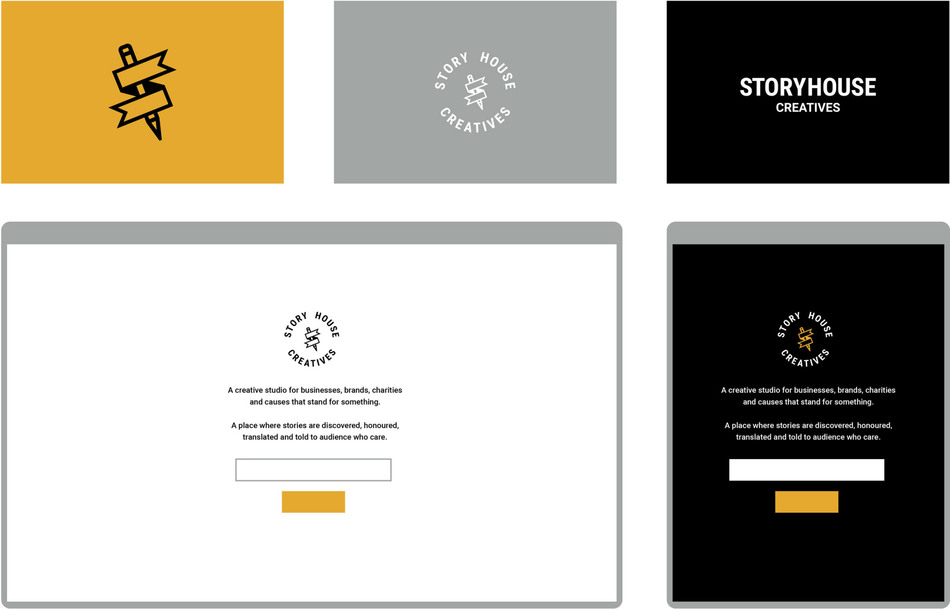 STORY HOUSE
CREATIVES
STORYHOUSE
CREATIVES
STORY HOUSE
CREATIVES
A creative studio for businesses, brands, charities
and causes that stand for something.
A place where stories are discovered, honoured,
translated and told to audience who care.
STORY HOUSE
CREATIVES
A creative studio for businesses, brands, charities
and causes that stand for something.
A place where stories are discovered, honoured,
translated and told to audience who care.